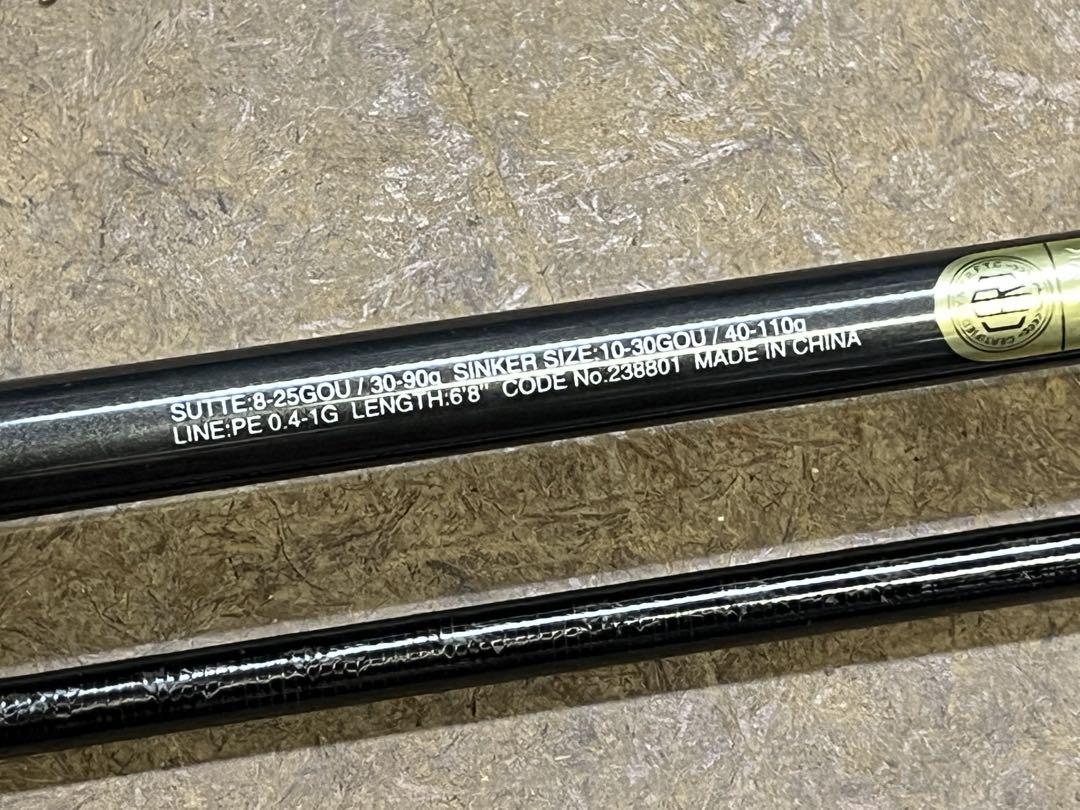 SUTTE:8-25GOU / 30-90g SINKER SIZE:10-30GOU / 40-110g
LINE:PE 0.4-1G LENGTH:6'8" CODE No.238801 MADE IN CHINA